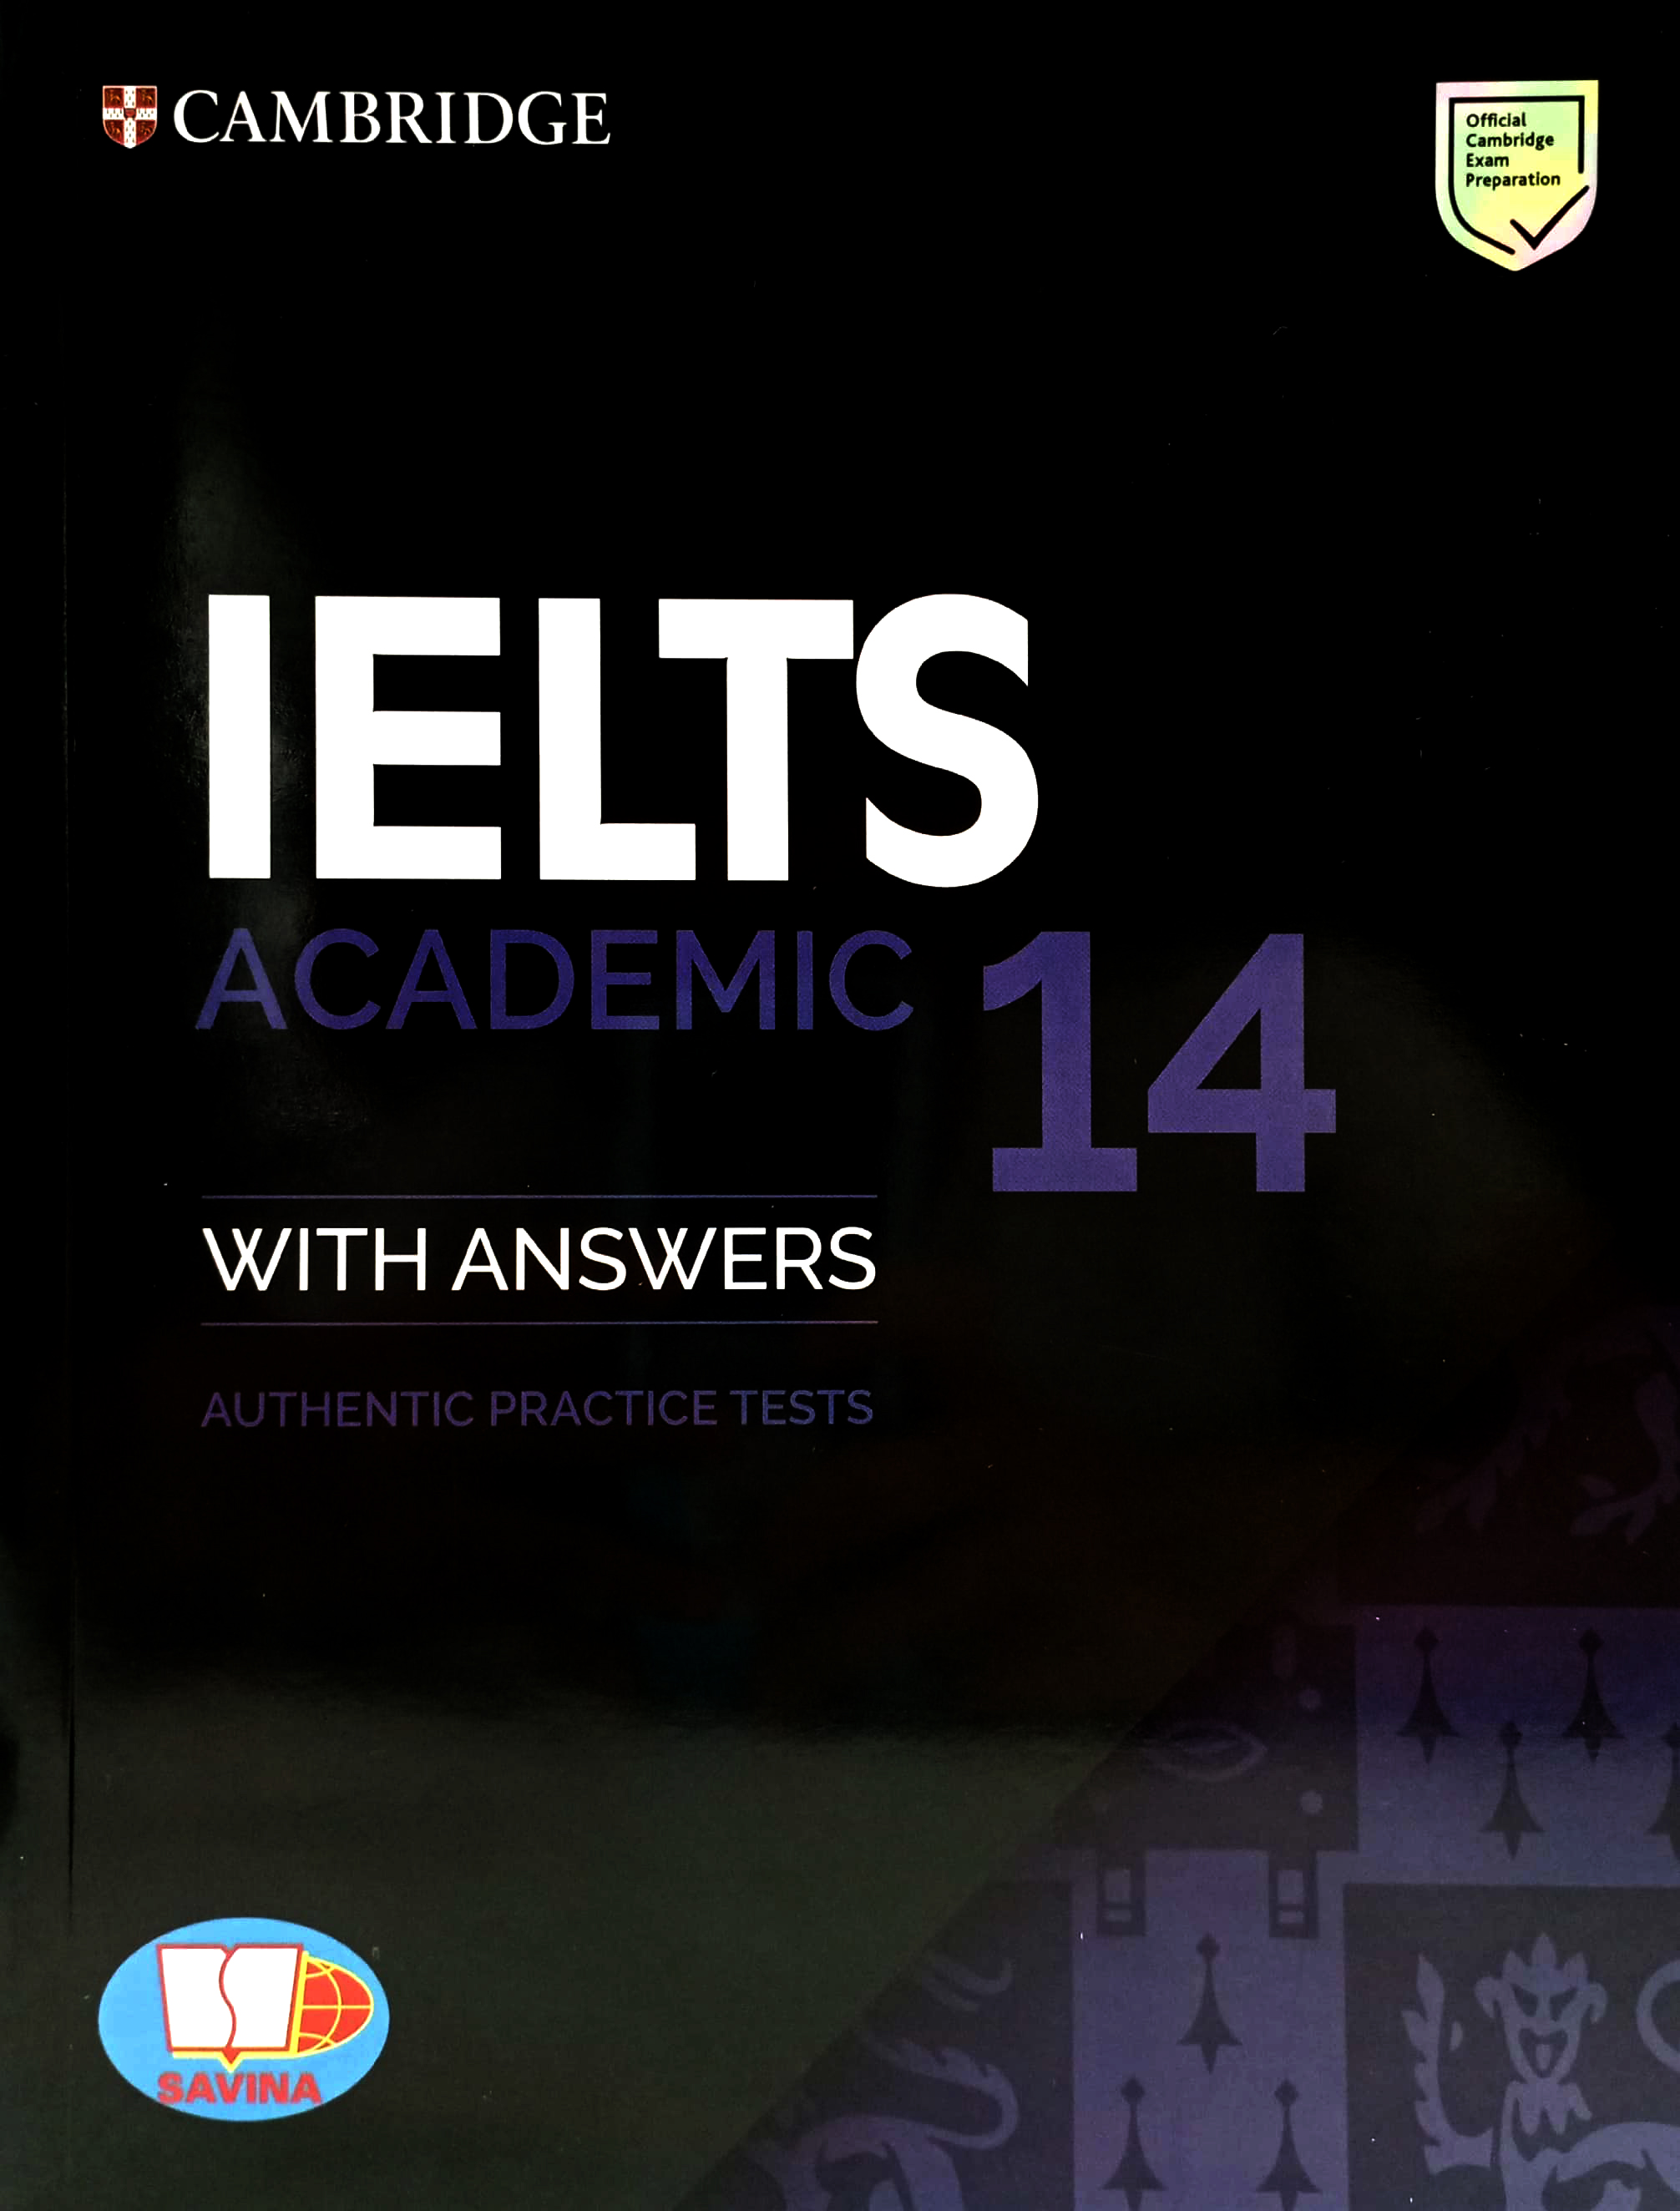 CAMBRIDGE
Official
Cambridge
Exam
Preparation
IELTS
ACADEMIC 14
WITH ANSWERS
AUTHENTIC PRACTICE TESTS
SAVINA